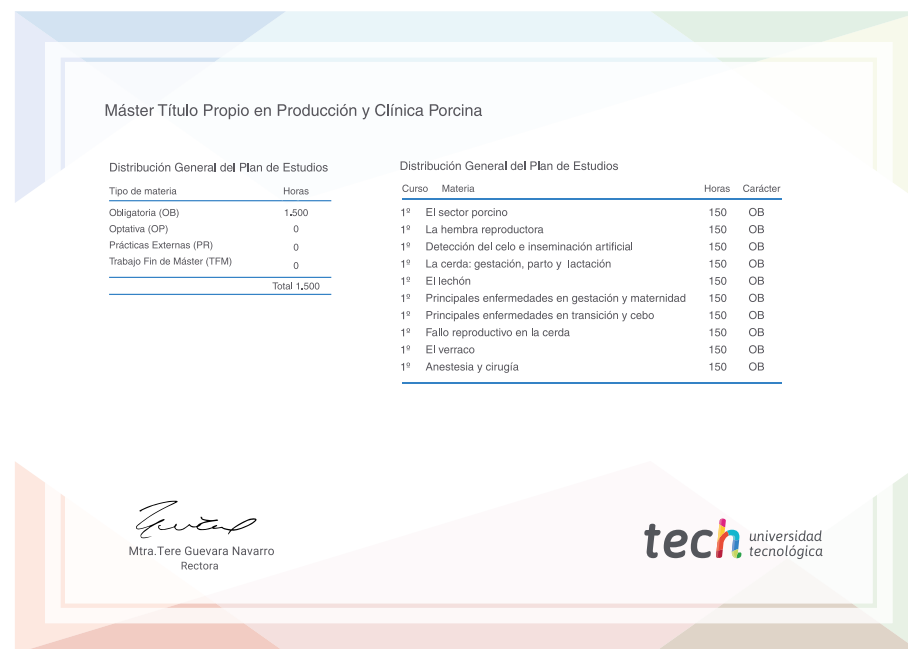 Máster Título Propio en Producción y Clínica Porcina
Distribución General del Plan de Estudios
Tipo de materia Horas
Obligatoria (OB) 1.500
Optativa (OP) 0
Prácticas Externas (PR) 0
Trabajo Fin de Máster (TFM) 0
Total 1.500
Distribución General del Plan de Estudios
Curso Materia Horas Carácter
1º El sector porcino 150 OB
1º La hembra reproductora 150 OB
1º Detección del celo e inseminación artificial 150 OB
1º La cerda: gestación, parto y lactación 150 OB
1º El lechón 150 OB
1º Principales enfermedades en gestación y maternidad 150 OB
1º Principales enfermedades en transición y cebo 150 OB
1º Fallo reproductivo en la cerda 150 OB
1º El verraco 150 OB
1º Anestesia y cirugía 150 OB
Mtra.Tere Guevara Navarro
Rectora
tech universidad
tecnológica